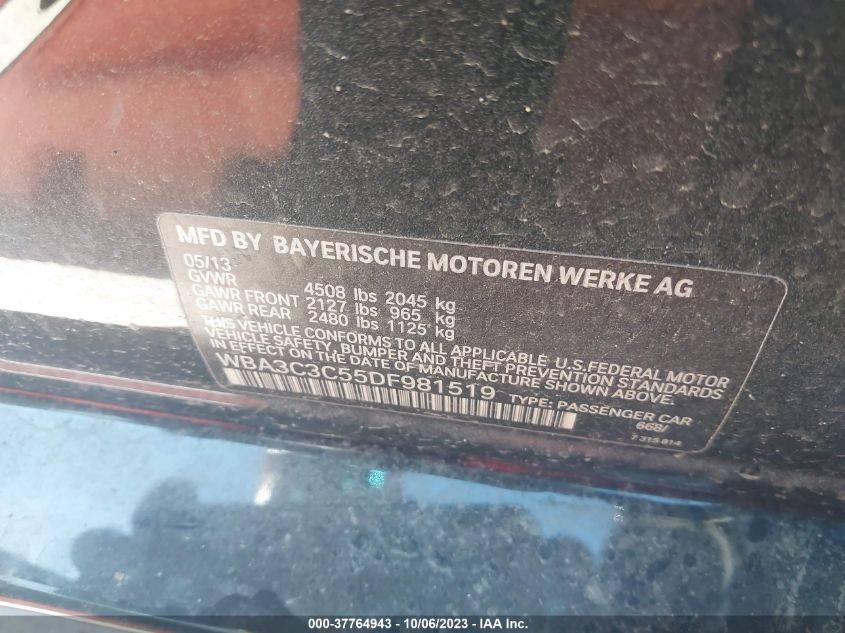 MFD BY BAYERISCHE MOTOREN WERKE AG
05/13
GVWR 4508 lbs 2045 kg
GAWR FRONT 2127 lbs 965 kg
GAWR REAR 2480 lbs 1125 kg
THIS VEHICLE CONFORMS TO ALL APPLICABLE U.S.FEDERAL MOTOR
VEHICLE SAFETY, BUMPER AND THEFT PREVENTION STANDARDS
IN EFFECT ON THE DATE OF MANUFACTURE SHOWN ABOVE.
WBA3C3C55DF981519 TYPE: PASSENGER CAR
668/
7 315 814
000-37764943 - 10/06/2023 - IAA.